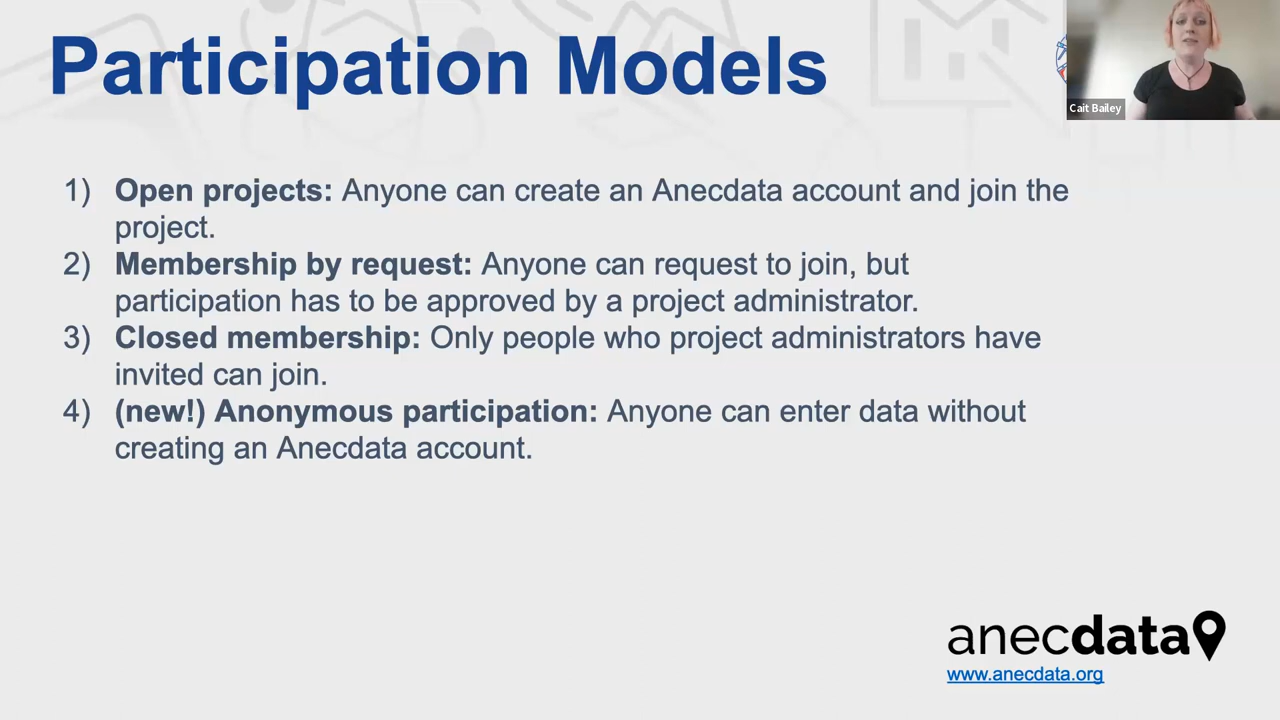 Participation Models
Cait Bailey
1) Open projects: Anyone can create an Anecdata account and join the
project.
2) Membership by request: Anyone can request to join, but
participation has to be approved by a project administrator.
3) Closed membership: Only people who project administrators have
invited can join.
4) (new!) Anonymous participation: Anyone can enter data without
creating an Anecdata account.
anecdata
www.anecdata.org